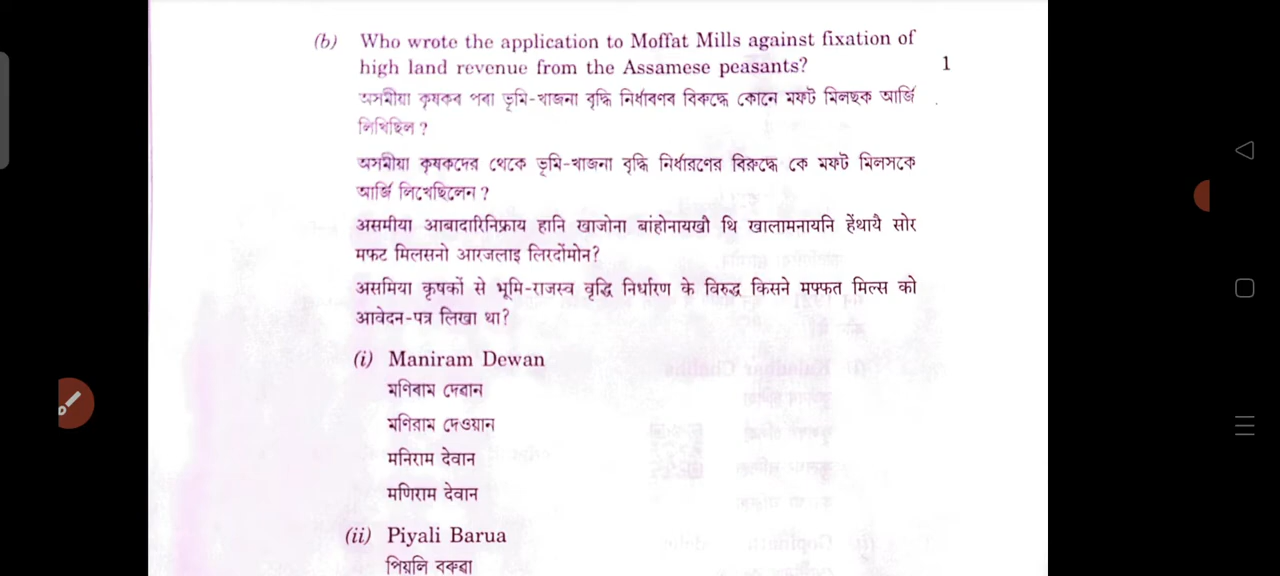 (b) Who wrote the application to Moffat Mills against fixation of
high land revenue from the Assamese peasants? 1
অসমীয়া কৃষকৰ পৰা ভূমি-খাজনা বৃদ্ধি নিৰ্ধাৰণৰ বিৰুদ্ধে কোনে মফট মিলছক আৰ্জি
লিখিছিল ?
অসমীয়া কৃষকদের থেকে ভূমি-খাজনা বৃদ্ধি নির্ধারণের বিরুদ্ধে কে মফট মিলসকে
আর্জি লিখেছিলেন ?
असमीया आबादारिनिफ्राय हानि खाजोना बांहोनायखौ थि खालामनायनि हेंथायै सोर
मफट मिलसनो आरजलाइ लिरदोंमोन?
असमिया कृषकों से भूमि-राजस्व वृद्धि निर्धारण के विरुद्ध किसने मफ्फत मिल्स को
आवेदन-पत्र लिखा था?
(i) Maniram Dewan
মণিৰাম দেৱান
মণিরাম দেওয়ান
मनिराम देवान
मणिराम देवान
(ii) Piyali Barua
পিয়লি বৰুৱা